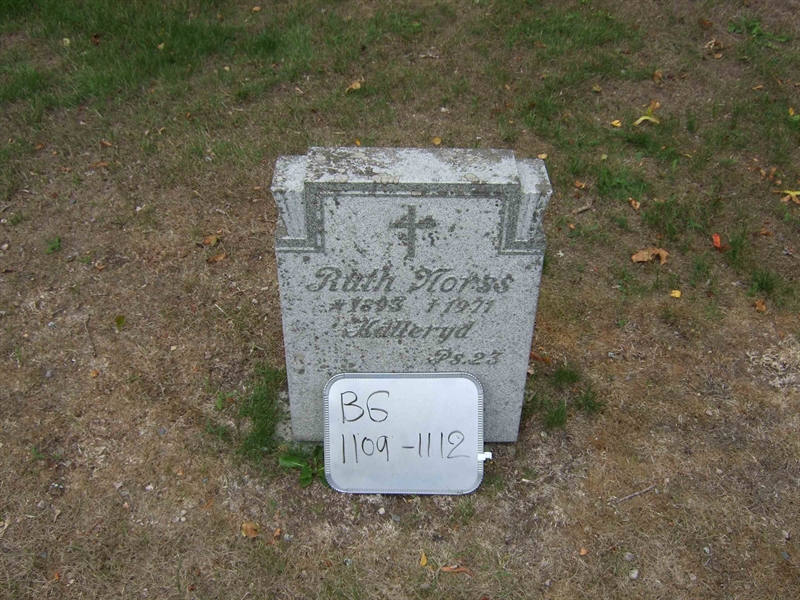 Ruth Norss
* 1893 † 1971
Källeryd
Ps. 23
BG
1109-1112